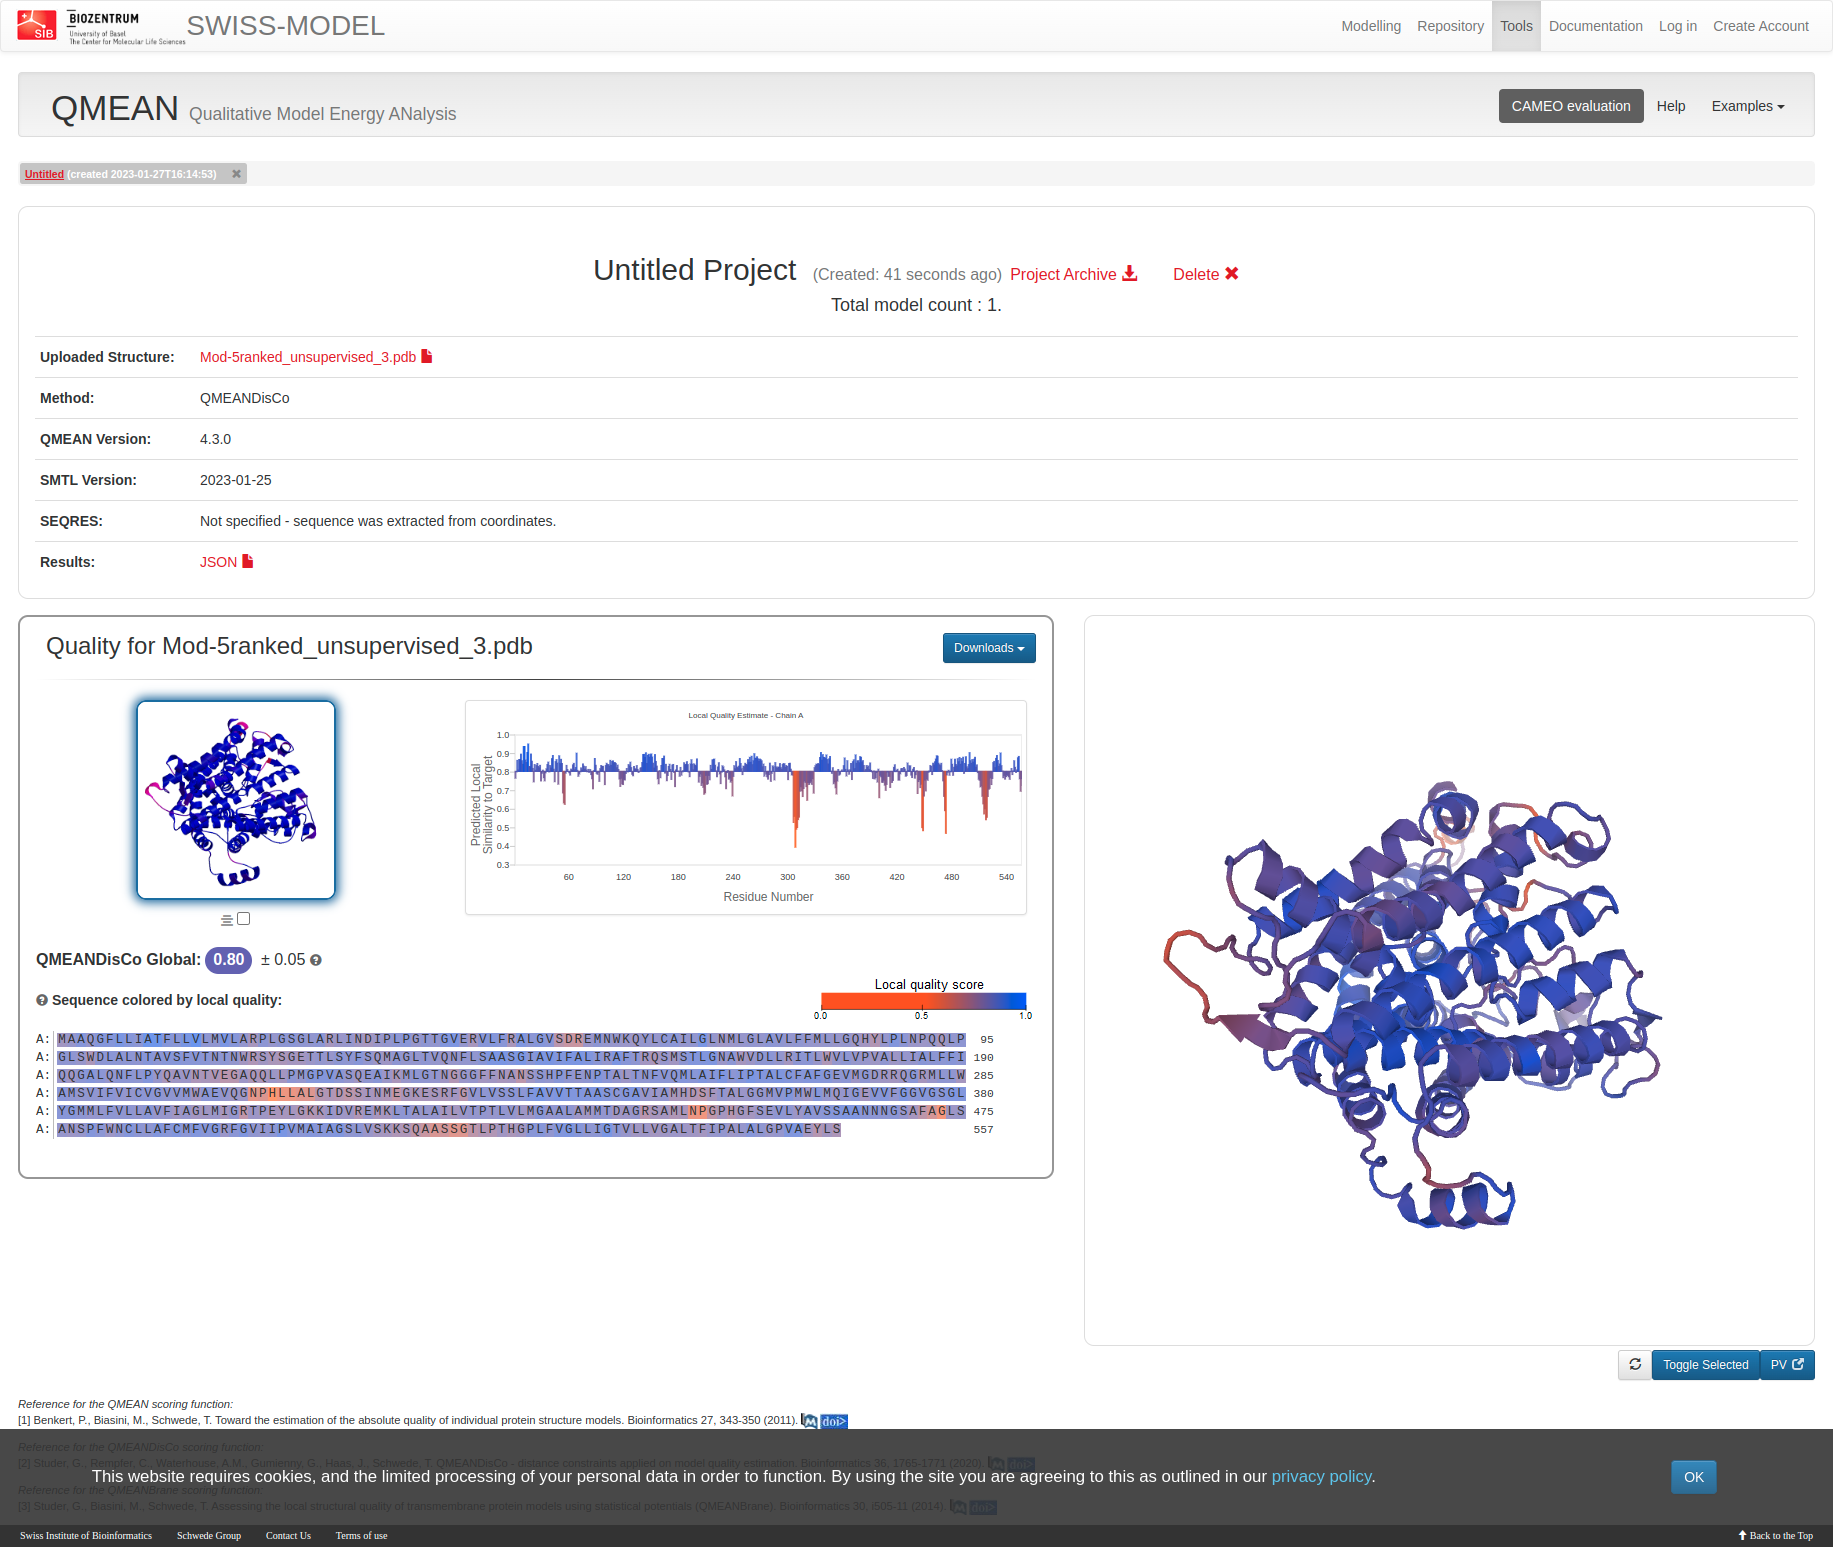 SIB
BIOZENTRUM
University of Basel
The Center for Molecular Life Sciences
SWISS-MODEL
Modelling Repository Tools Documentation Log in Create Account
QMEAN Qualitative Model Energy ANalysis
CAMEO evaluation Help Examples
Untitled (created 2023-01-27T16:14:53)
Untitled Project (Created: 41 seconds ago) Project Archive Delete
Total model count : 1.
Uploaded Structure: Mod-5ranked_unsupervised_3.pdb
Method: QMEANDisCo
QMEAN Version: 4.3.0
SMTL Version: 2023-01-25
SEQRES: Not specified - sequence was extracted from coordinates.
Results: JSON
Quality for Mod-5ranked_unsupervised_3.pdb
Downloads
Local Quality Estimate - Chain A
Predicted Local
Similarity to Target
1.0
0.9
0.8
0.7
0.6
0.5
0.4
0.3
60 120 180 240 300 360 420 480 540
Residue Number
QMEANDisCo Global: 0.80 ± 0.05
Sequence colored by local quality:
Local quality score
0.0 0.5 1.0
A: MAAQGFLLIATFLLVLMVLARPLGSGLARLINDIPLPGTTGVERVLFRALGVSDREMNWKQYLCAILGLNMLGLAVLFFMLLGQHYLPLNPQQLP 95
A: GLSWDLALNTAVSFVTNTNWRSYSGETTLSYFSQMAGLTVQNFLSAASGIAVIFALIRAFTRQSMSTLGNAWVDLLRITLWVLVPVALLIALFFI 190
A: QQGALQNFLPYQAVNTVEGAQQLLPMGPVASQEAIKMLGTNGGGFFNANSSHPFENPTALTNFVQMLAIFLIPTALCFAFGEVMGDRRQGRMLLW 285
A: AMSVIFVICVGVVMWAEVQGNPHLLALGTDSSINMEGKESRFGVLVSSLFAVVTTAASCGAVIAMHDSFTALGGMVPMWLMQIGEVVFGGVGSGL 380
A: YGMMLFVLLAVFIAGLMIGRTPEYLGKKIDVREMKLTALAILVTPTLVLMGAALAMMTDAGRSAMLNPGPHGFSEVLYAVSSAANNNGSAFAGLS 475
A: ANSPFWNCLLAFCMFVGRFGVIIPVMAIAGSLVSKKSQAASSGTLPTHGPLFVGLLIGTVLLVGALTFIPALALGPVAEYLS 557
Toggle Selected PV
Reference for the QMEAN scoring function:
[1] Benkert, P., Biasini, M., Schwede, T. Toward the estimation of the absolute quality of individual protein structure models. Bioinformatics 27, 343-350 (2011). M doi>
Reference for the QMEANDisCo scoring function:
[2] Studer, G., Rempfer, C., Waterhouse, A.M., Gumienny, G., Haas, J., Schwede, T. QMEANDisCo - distance constraints applied on model quality estimation. Bioinformatics 36, 1765-1771 (2020). M doi>
This website requires cookies, and the limited processing of your personal data in order to function. By using the site you are agreeing to this as outlined in our privacy policy. OK
Reference for the QMEANBrane scoring function:
[3] Studer, G., Biasini, M., Schwede, T. Assessing the local structural quality of transmembrane protein models using statistical potentials (QMEANBrane). Bioinformatics 30, i505-11 (2014). M doi>
Swiss Institute of Bioinformatics Schwede Group Contact Us Terms of use Back to the Top